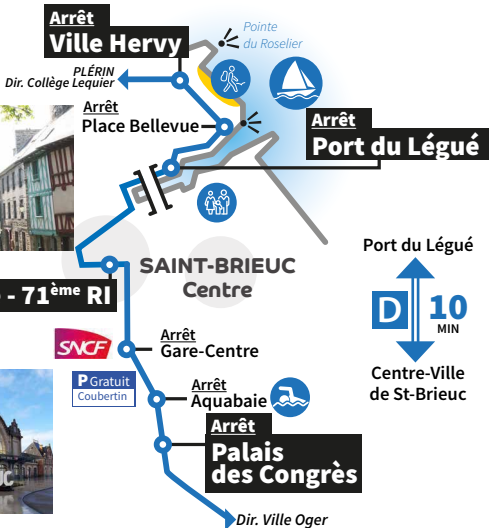 Arrêt
Ville Hervy
Pointe
du Roselier
PLÉRIN
Dir. Collège Lequier
Arrêt
Place Bellevue
Arrêt
Port du Légué
SAINT-BRIEUC
Centre
- 71ème RI
Port du Légué
D 10
MIN
Centre-Ville
de St-Brieuc
SNCF
Arrêt
Gare-Centre
P Gratuit
Coubertin
Arrêt
Aquabaie
Arrêt
Palais
des Congrès
UC
Dir. Ville Oger